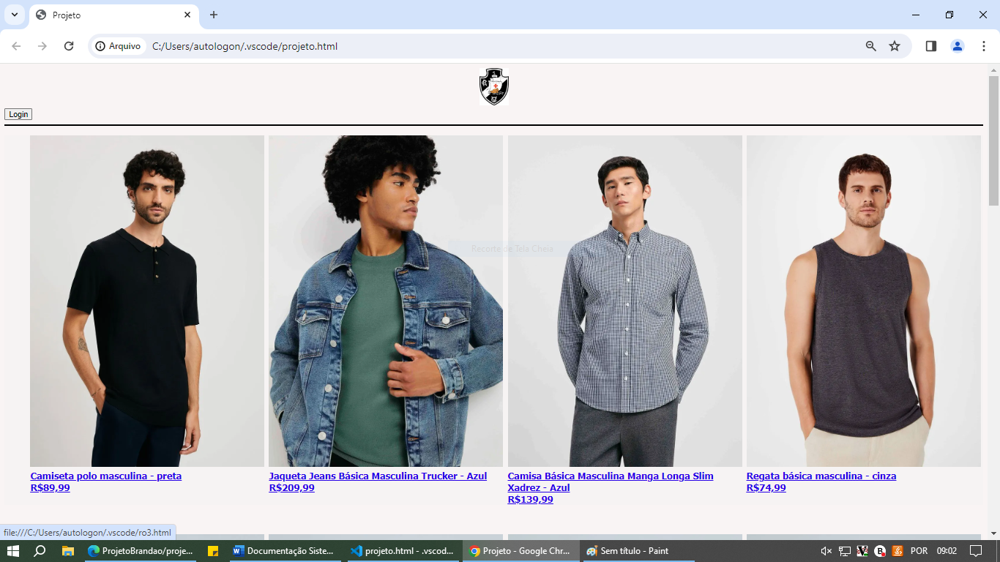 Projeto
Arquivo
C:/Users/autologon/.vscode/projeto.html
Login
Recorte de Tela Cheia
Camiseta polo masculina - preta
R$89,99
Jaqueta Jeans Básica Masculina Trucker - Azul
R$209,99
Camisa Básica Masculina Manga Longa Slim
Xadrez - Azul
R$139,99
Regata básica masculina - cinza
R$74,99
file:///C:/Users/autologon/.vscode/ro3.html
ProjetoBrandao/proje...
Documentação Siste...
projeto.html - .vscod...
Projeto - Google Chr...
Sem título - Paint
POR
09:02